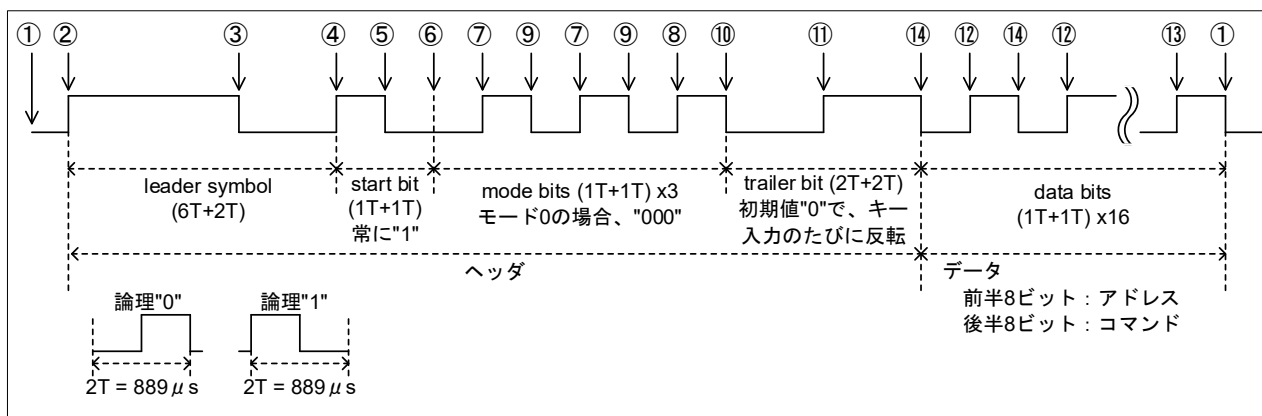 ① ② ③ ④ ⑤ ⑥ ⑦ ⑨ ⑦ ⑨ ⑧ ⑩ ⑪ ⑭ ⑫ ⑭ ⑫ ⑬ ①
leader symbol
(6T+2T)
start bit
(1T+1T)
常に"1"
mode bits (1T+1T) x3
モード0の場合、"000"
trailer bit (2T+2T)
初期値"0"で、キー
入力のたびに反転
data bits
(1T+1T) x16
ヘッダ
データ
前半8ビット：アドレス
後半8ビット：コマンド
論理"0"
論理"1"
2T = 889μs
2T = 889μs